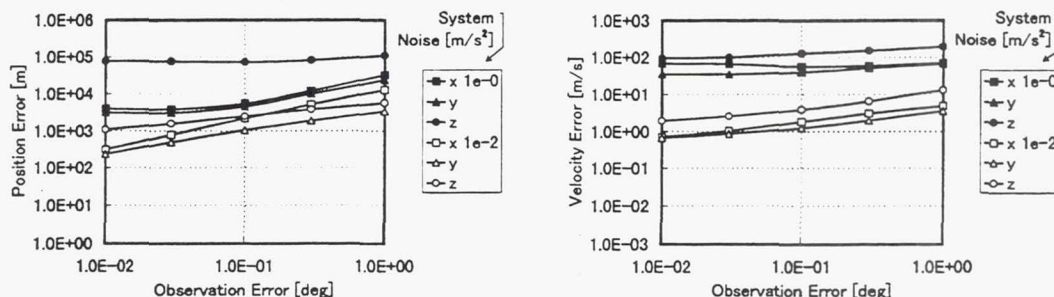 System
Noise [m/s²]
1.0E+06
1.0E+05
1.0E+04
1.0E+03
1.0E+02
1.0E+01
1.0E+00
Position Error [m]
1.0E-02
1.0E-01
1.0E+00
Observation Error [deg]
x 1e-0
y
z
x 1e-2
y
z
System
Noise [m/s²]
1.0E+03
1.0E+02
1.0E+01
1.0E+00
1.0E-01
1.0E-02
1.0E-03
Velocity Error [m/s]
1.0E-02
1.0E-01
1.0E+00
Observation Error [deg]
x 1e-0
y
z
x 1e-2
y
z